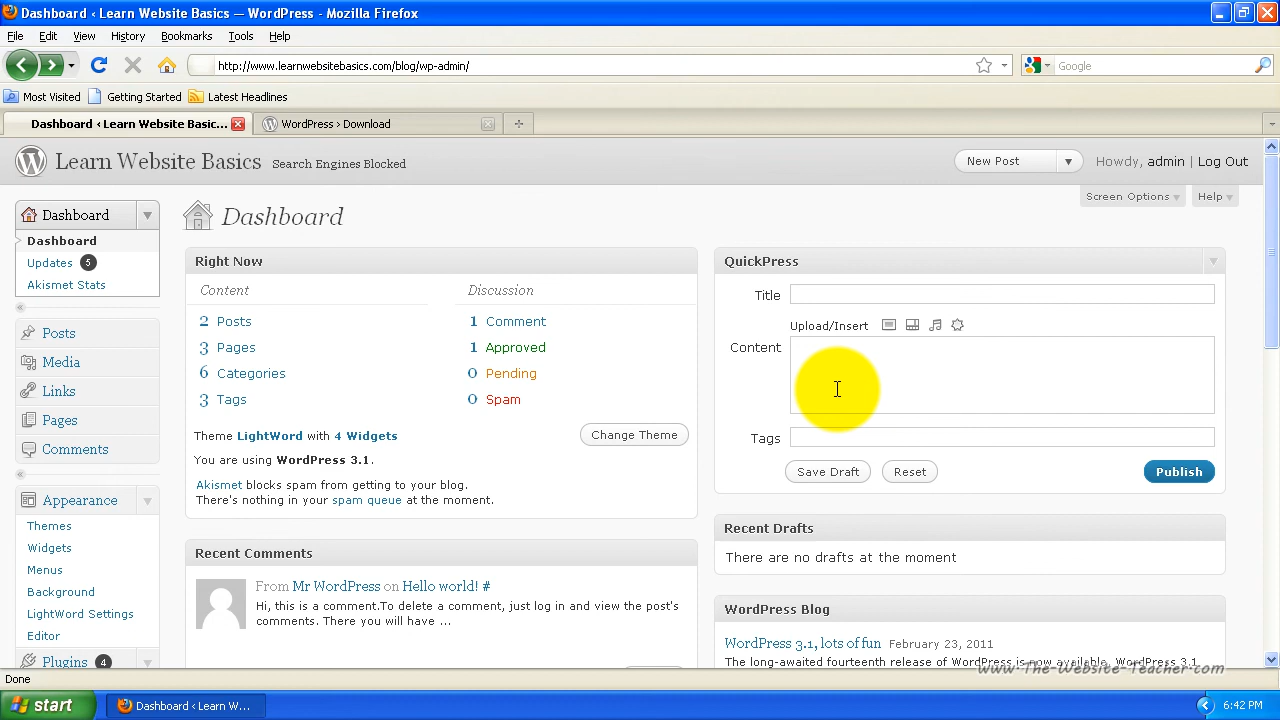 Dashboard ‹ Learn Website Basics — WordPress - Mozilla Firefox
File Edit View History Bookmarks Tools Help
http://www.learnwebsitebasics.com/blog/wp-admin/
Google
Most Visited Getting Started Latest Headlines
Dashboard ‹ Learn Website Basic... WordPress › Download
Learn Website Basics Search Engines Blocked
New Post Howdy, admin | Log Out
Screen Options Help
Dashboard
Dashboard
Updates 5
Akismet Stats
Posts
Media
Links
Pages
Comments
Appearance
Themes
Widgets
Menus
Background
LightWord Settings
Editor
Plugins 4
Dashboard
Right Now
Content Discussion
2 Posts 1 Comment
3 Pages 1 Approved
6 Categories 0 Pending
3 Tags 0 Spam
Theme LightWord with 4 Widgets Change Theme
You are using WordPress 3.1.
Akismet blocks spam from getting to your blog.
There's nothing in your spam queue at the moment.
Recent Comments
From Mr WordPress on Hello world! #
Hi, this is a comment.To delete a comment, just log in and view the post's
comments. There you will have ...
QuickPress
Title
Upload/Insert
Content
Tags
Save Draft Reset Publish
Recent Drafts
There are no drafts at the moment
WordPress Blog
WordPress 3.1, lots of fun February 23, 2011
The long-awaited fourteenth release of WordPress is now available. WordPress 3.1
www.The-Website-Teacher.com
Done
start Dashboard ‹ Learn W... 6:42 PM